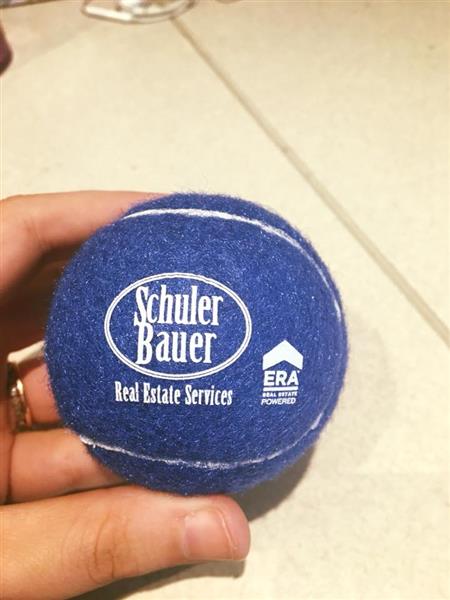 Schuler
Bauer
Real Estate Services
ERA
REAL ESTATE
POWERED